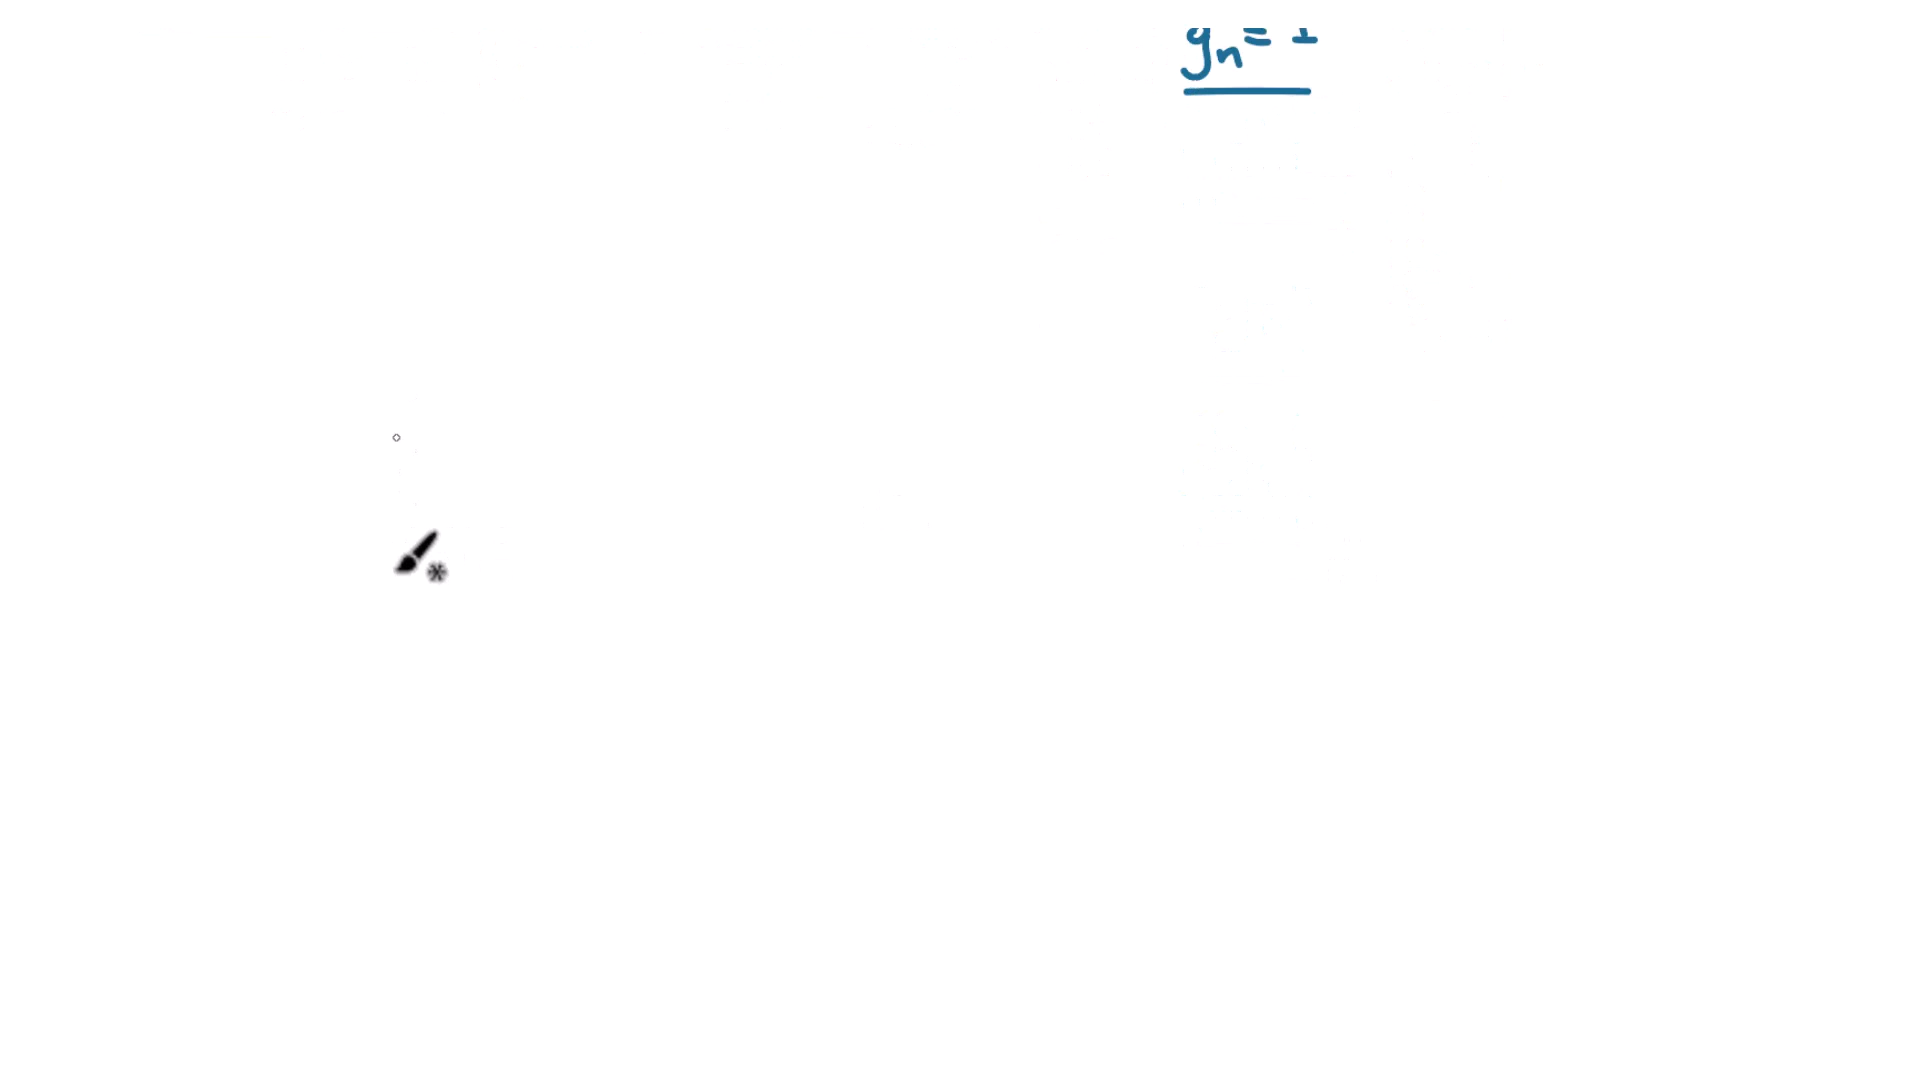 yₙ = 1